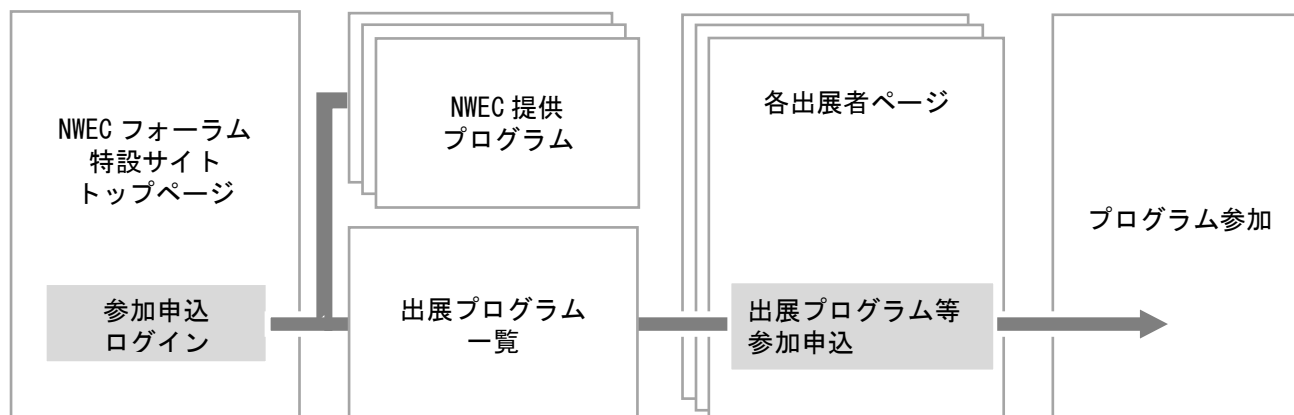 NWEC フォーラム
特設サイト
トップページ
参加申込
ログイン
NWEC 提供
プログラム
出展プログラム
一覧
各出展者ページ
出展プログラム等
参加申込
プログラム参加